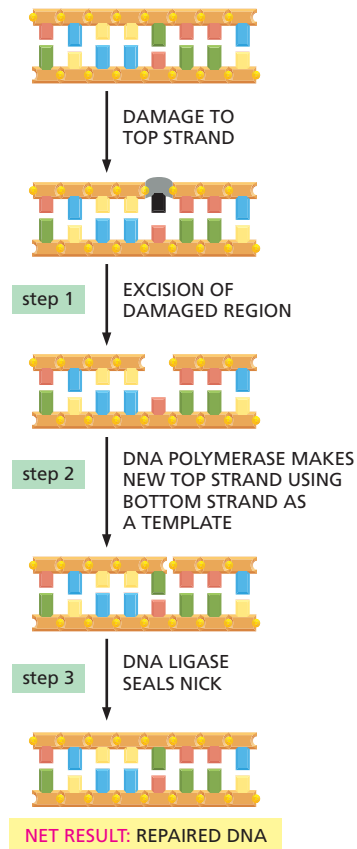 DAMAGE TO
TOP STRAND
step 1
EXCISION OF
DAMAGED REGION
step 2
DNA POLYMERASE MAKES
NEW TOP STRAND USING
BOTTOM STRAND AS
A TEMPLATE
step 3
DNA LIGASE
SEALS NICK
NET RESULT: REPAIRED DNA